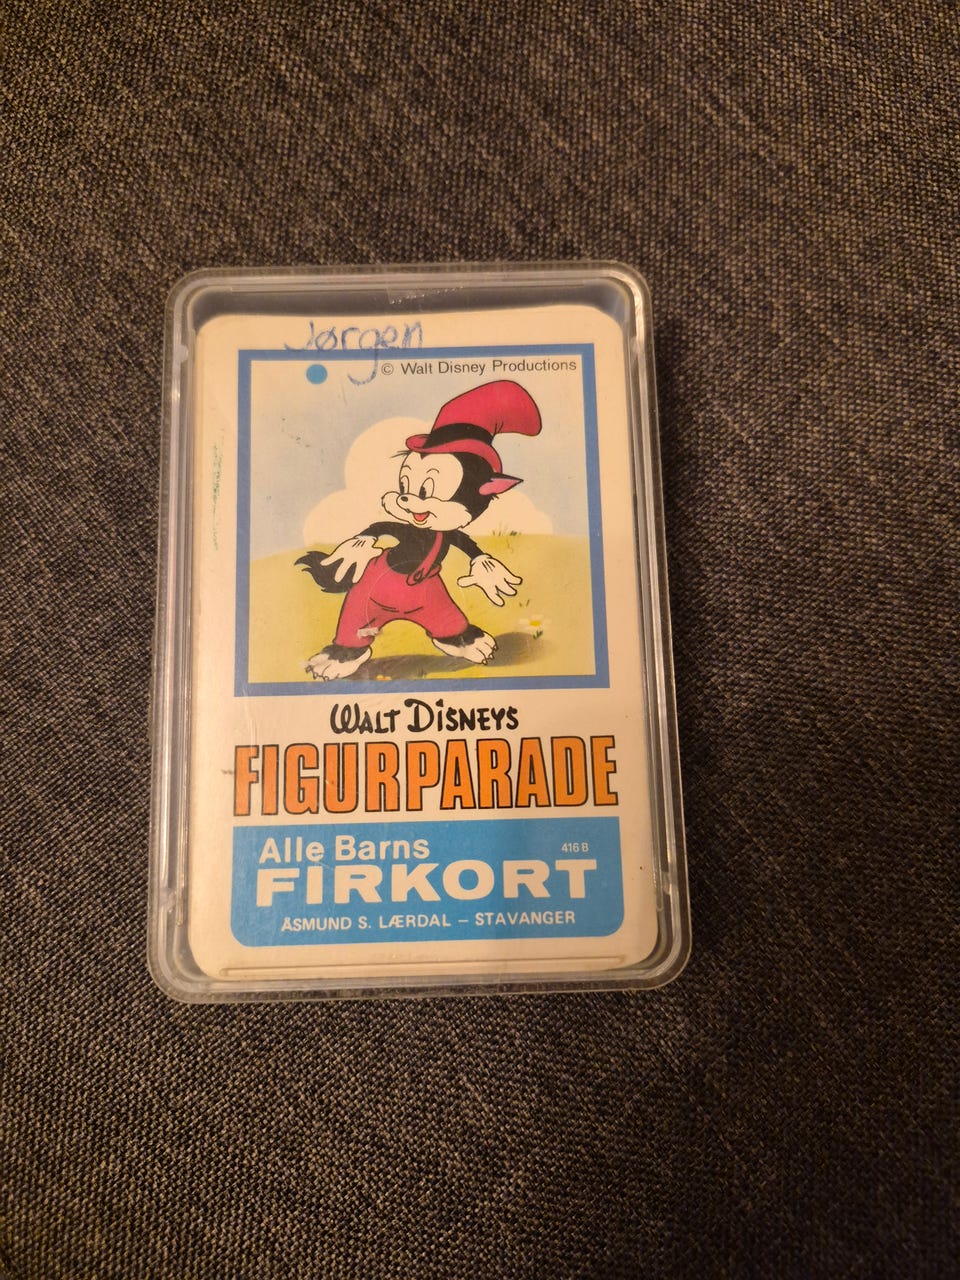 Jørgen
© Walt Disney Productions
WALT DISNEYS
FIGURPARADE
Alle Barns
416 B
FIRKORT
ÅSMUND S. LÆRDAL – STAVANGER